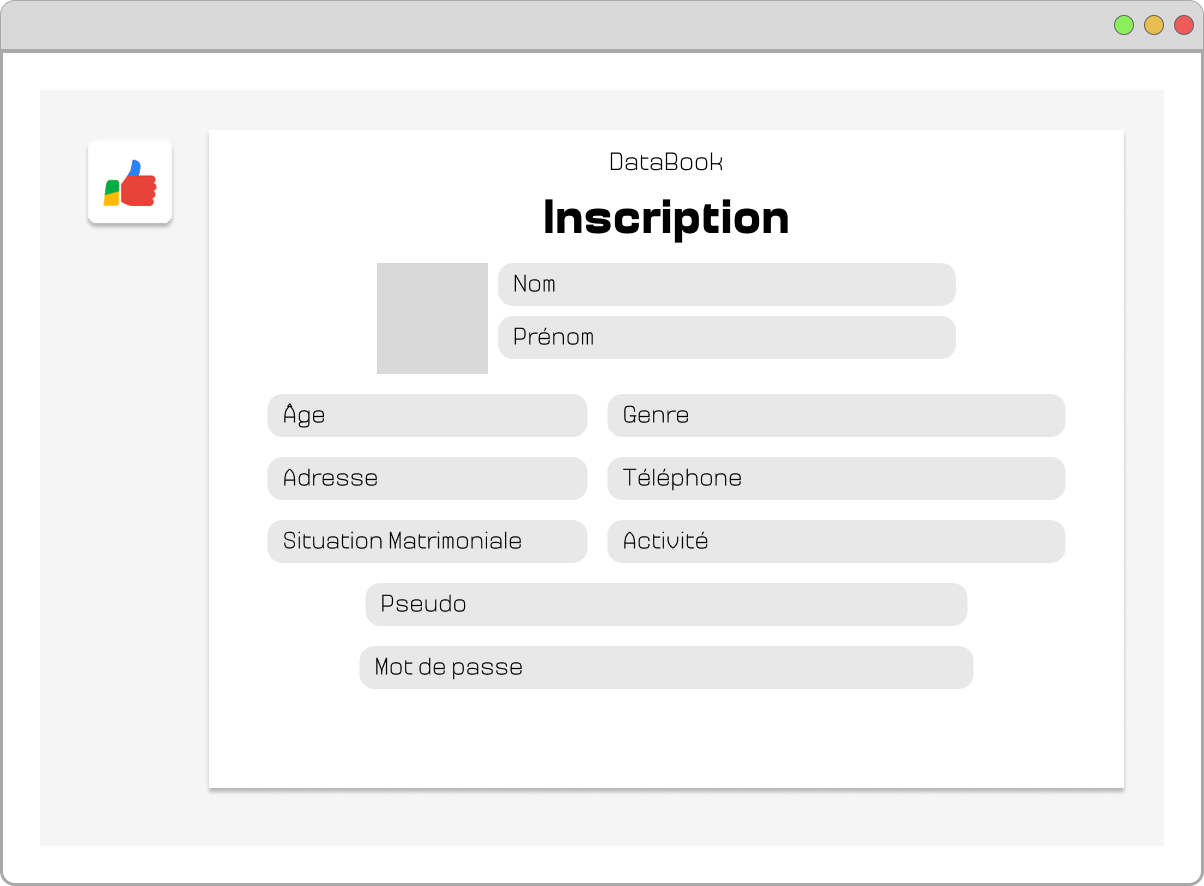 DataBook
Inscription
Nom
Prénom
Âge
Genre
Adresse
Téléphone
Situation Matrimoniale
Activité
Pseudo
Mot de passe